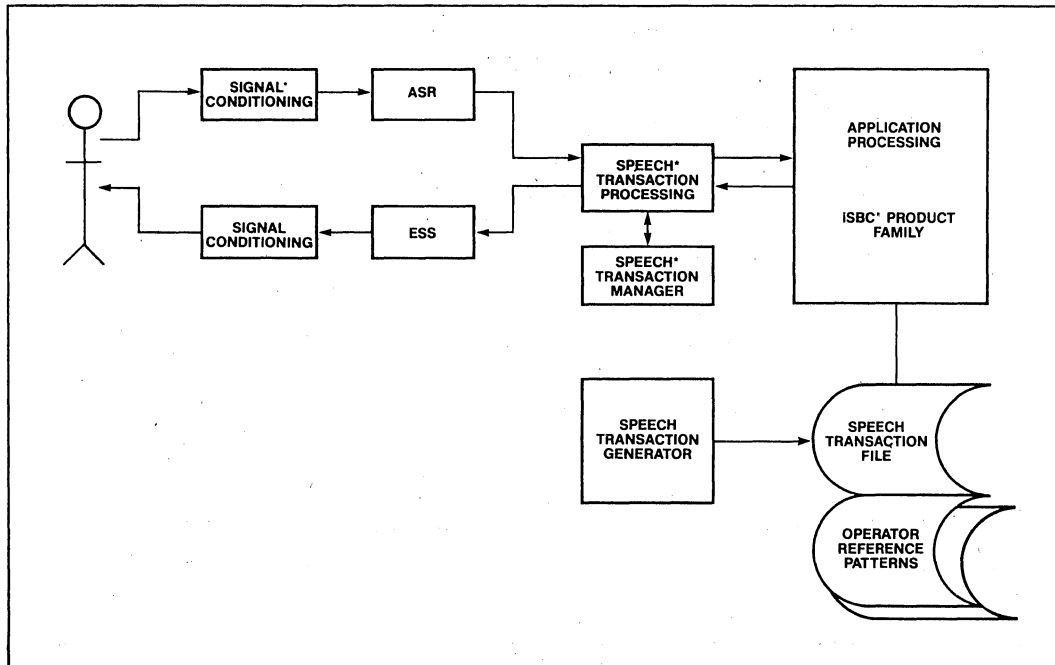 SIGNAL*
CONDITIONING
ASR
APPLICATION
PROCESSING
iSBC* PRODUCT
FAMILY
SPEECH*
TRANSACTION
PROCESSING
SIGNAL
CONDITIONING
ESS
SPEECH*
TRANSACTION
MANAGER
SPEECH
TRANSACTION
GENERATOR
SPEECH
TRANSACTION
FILE
OPERATOR
REFERENCE
PATTERNS